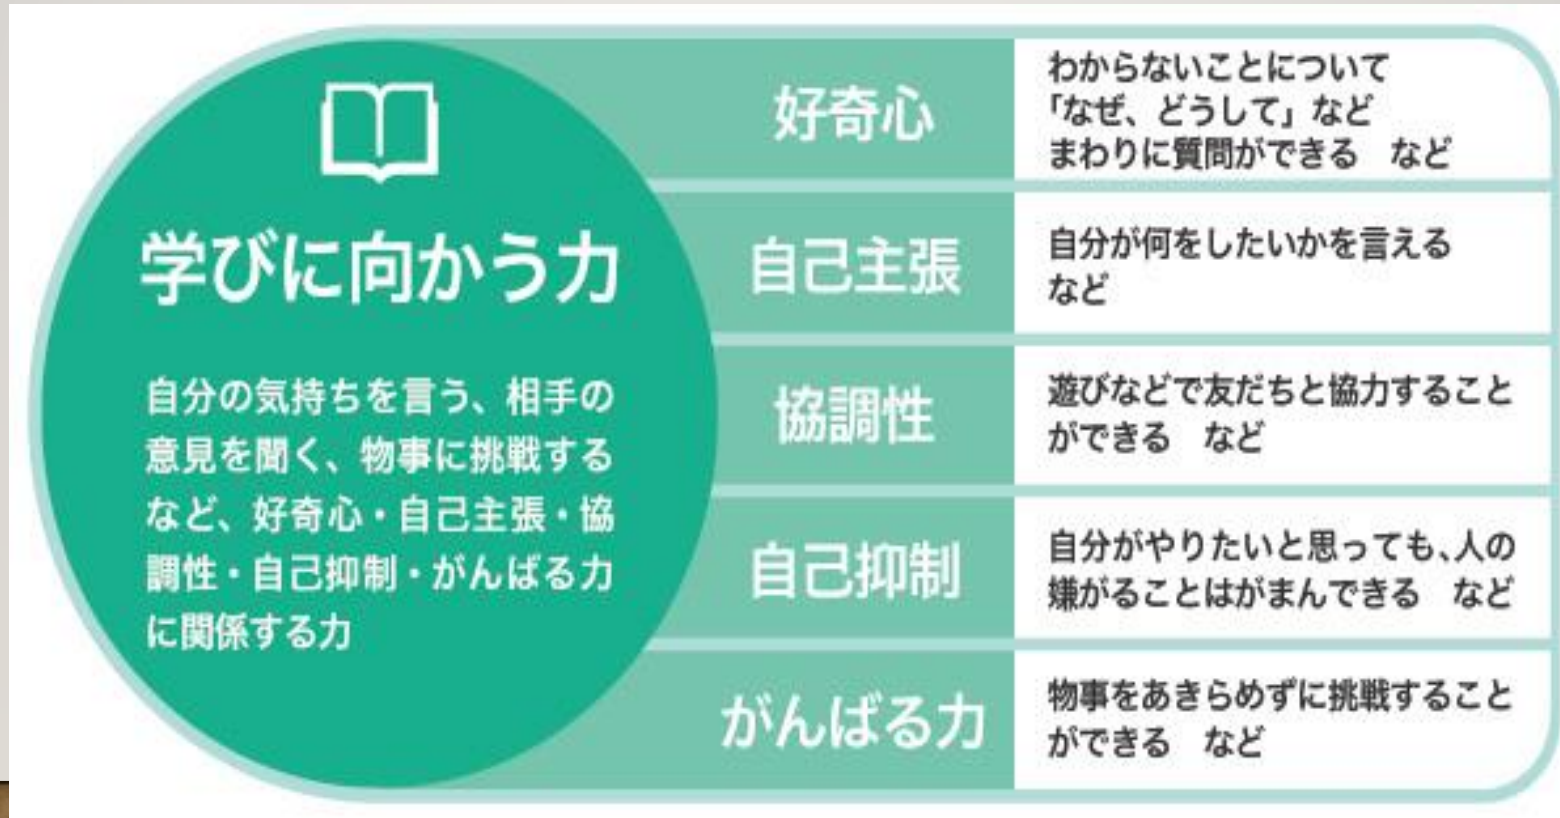 学びに向かう力
自分の気持ちを言う、相手の
意見を聞く、物事に挑戦する
など、好奇心・自己主張・協
調性・自己抑制・がんばる力
に関係する力
好奇心
わからないことについて
「なぜ、どうして」など
まわりに質問ができる　など
自己主張
自分が何をしたいかを言える
など
協調性
遊びなどで友だちと協力すること
ができる　など
自己抑制
自分がやりたいと思っても、人の
嫌がることはがまんできる　など
がんばる力
物事をあきらめずに挑戦すること
ができる　など